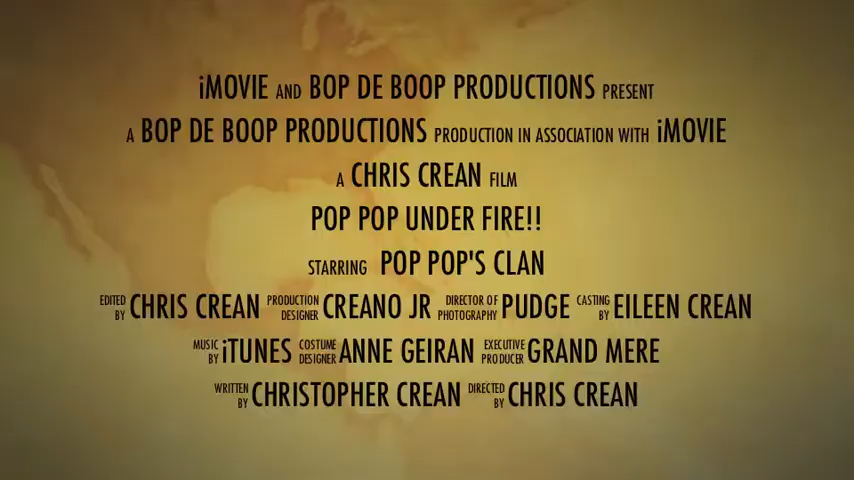 iMOVIE AND BOP DE BOOP PRODUCTIONS PRESENT
A BOP DE BOOP PRODUCTIONS PRODUCTION IN ASSOCIATION WITH iMOVIE
A CHRIS CREAN FILM
POP POP UNDER FIRE!!
STARRING POP POP'S CLAN
EDITED BY CHRIS CREAN PRODUCTION DESIGNER CREANO JR DIRECTOR OF PHOTOGRAPHY PUDGE CASTING BY EILEEN CREAN
MUSIC BY iTUNES COSTUME DESIGNER ANNE GEIRAN EXECUTIVE PRODUCER GRAND MERE
WRITTEN BY CHRISTOPHER CREAN DIRECTED BY CHRIS CREAN